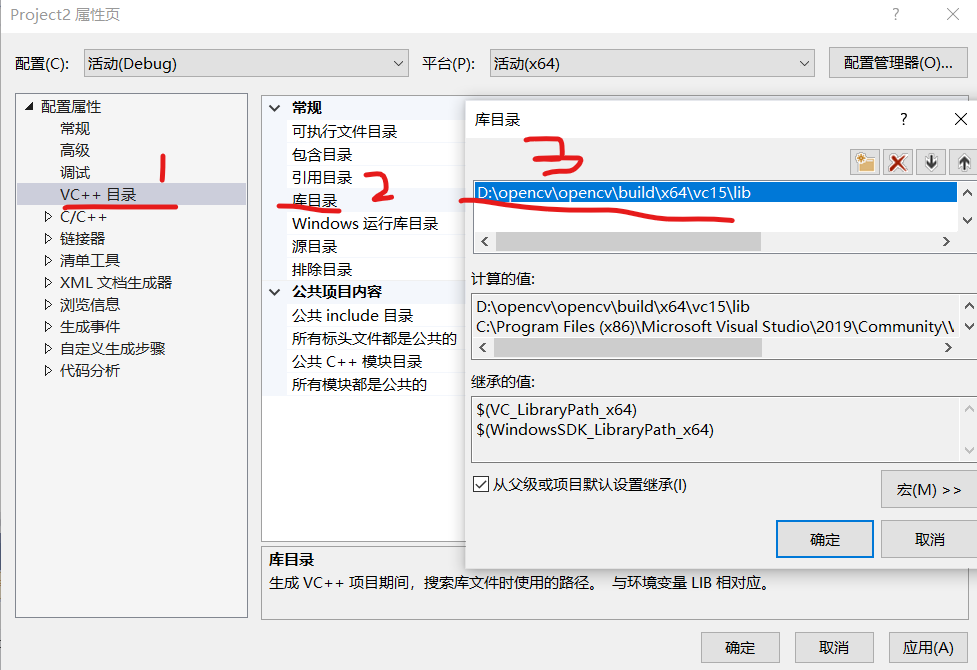 Project2 属性页
配置(C):
活动(Debug)
平台(P):
活动(x64)
配置管理器(O)...
配置属性
常规
高级
调试
VC++ 目录
C/C++
链接器
清单工具
XML 文档生成器
浏览信息
生成事件
自定义生成步骤
代码分析
1
常规
可执行文件目录
包含目录
引用目录
库目录
Windows 运行库目录
源目录
排除目录
公共项目内容
公共 include 目录
所有标头文件都是公共的
公共 C++ 模块目录
所有模块都是公共的
2
库目录
3
D:\opencv\opencv\build\x64\vc15\lib
计算的值:
D:\opencv\opencv\build\x64\vc15\lib
C:\Program Files (x86)\Microsoft Visual Studio\2019\Community\\
继承的值:
$(VC_LibraryPath_x64)
$(WindowsSDK_LibraryPath_x64)
从父级或项目默认设置继承(I)
宏(M) >>
确定
取消
库目录
生成 VC++ 项目期间，搜索库文件时使用的路径。 与环境变量 LIB 相对应。
确定
取消
应用(A)